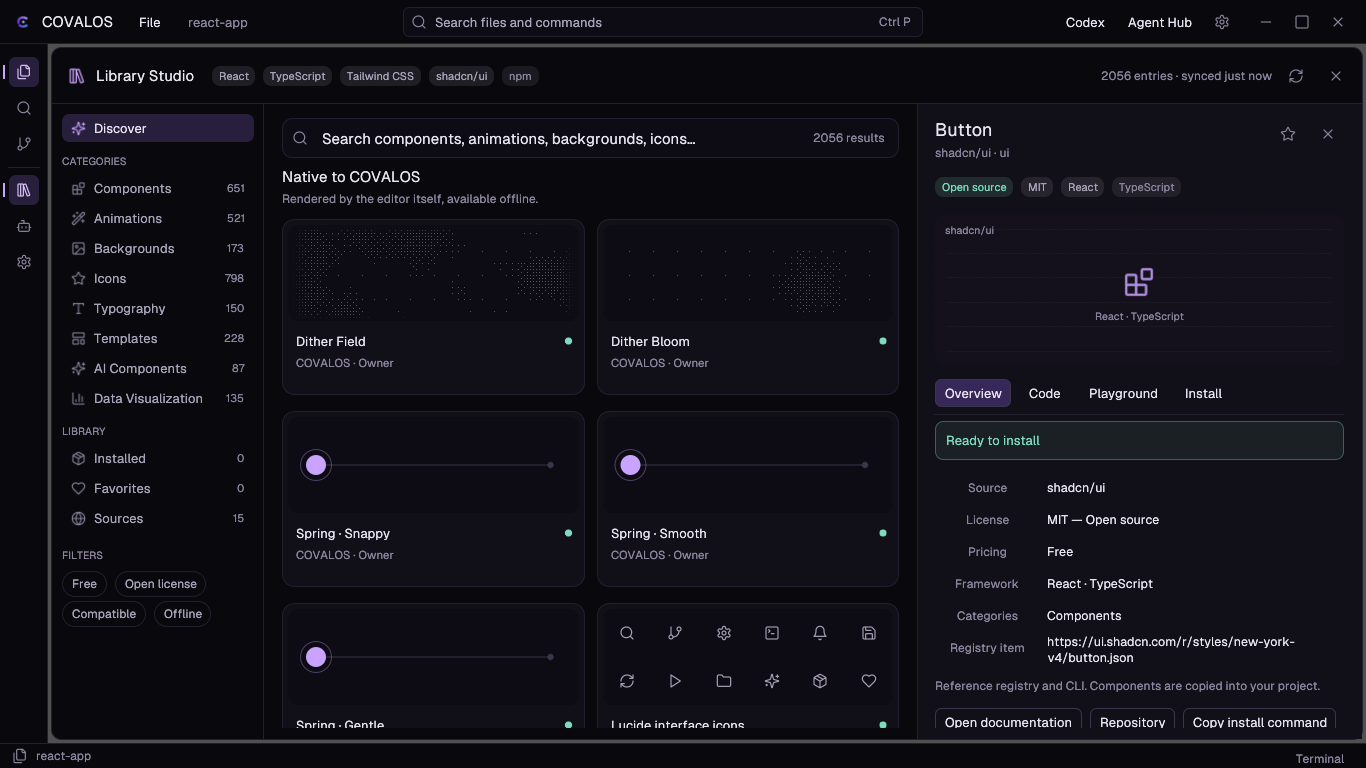 COVALOS File react-app Search files and commands Ctrl P Codex Agent Hub
Library Studio React TypeScript Tailwind CSS shadcn/ui npm 2056 entries · synced just now
Discover
CATEGORIES
Components 651
Animations 521
Backgrounds 173
Icons 798
Typography 150
Templates 228
AI Components 87
Data Visualization 135
LIBRARY
Installed 0
Favorites 0
Sources 15
FILTERS
Free Open license
Compatible Offline
Search components, animations, backgrounds, icons... 2056 results
Native to COVALOS
Rendered by the editor itself, available offline.
Dither Field
COVALOS · Owner
Dither Bloom
COVALOS · Owner
Spring · Snappy
COVALOS · Owner
Spring · Smooth
COVALOS · Owner
Spring · Gentle
Lucide interface icons
Button
shadcn/ui · ui
Open source MIT React TypeScript
shadcn/ui
React · TypeScript
Overview Code Playground Install
Ready to install
Source shadcn/ui
License MIT — Open source
Pricing Free
Framework React · TypeScript
Categories Components
Registry item https://ui.shadcn.com/r/styles/new-york-
v4/button.json
Reference registry and CLI. Components are copied into your project.
Open documentation Repository Copy install command
react-app Terminal